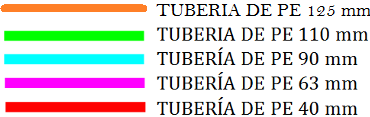 TUBERIA DE PE 125 mm
TUBERIA DE PE 110 mm
TUBERÍA DE PE 90 mm
TUBERÍA DE PE 63 mm
TUBERÍA DE PE 40 mm